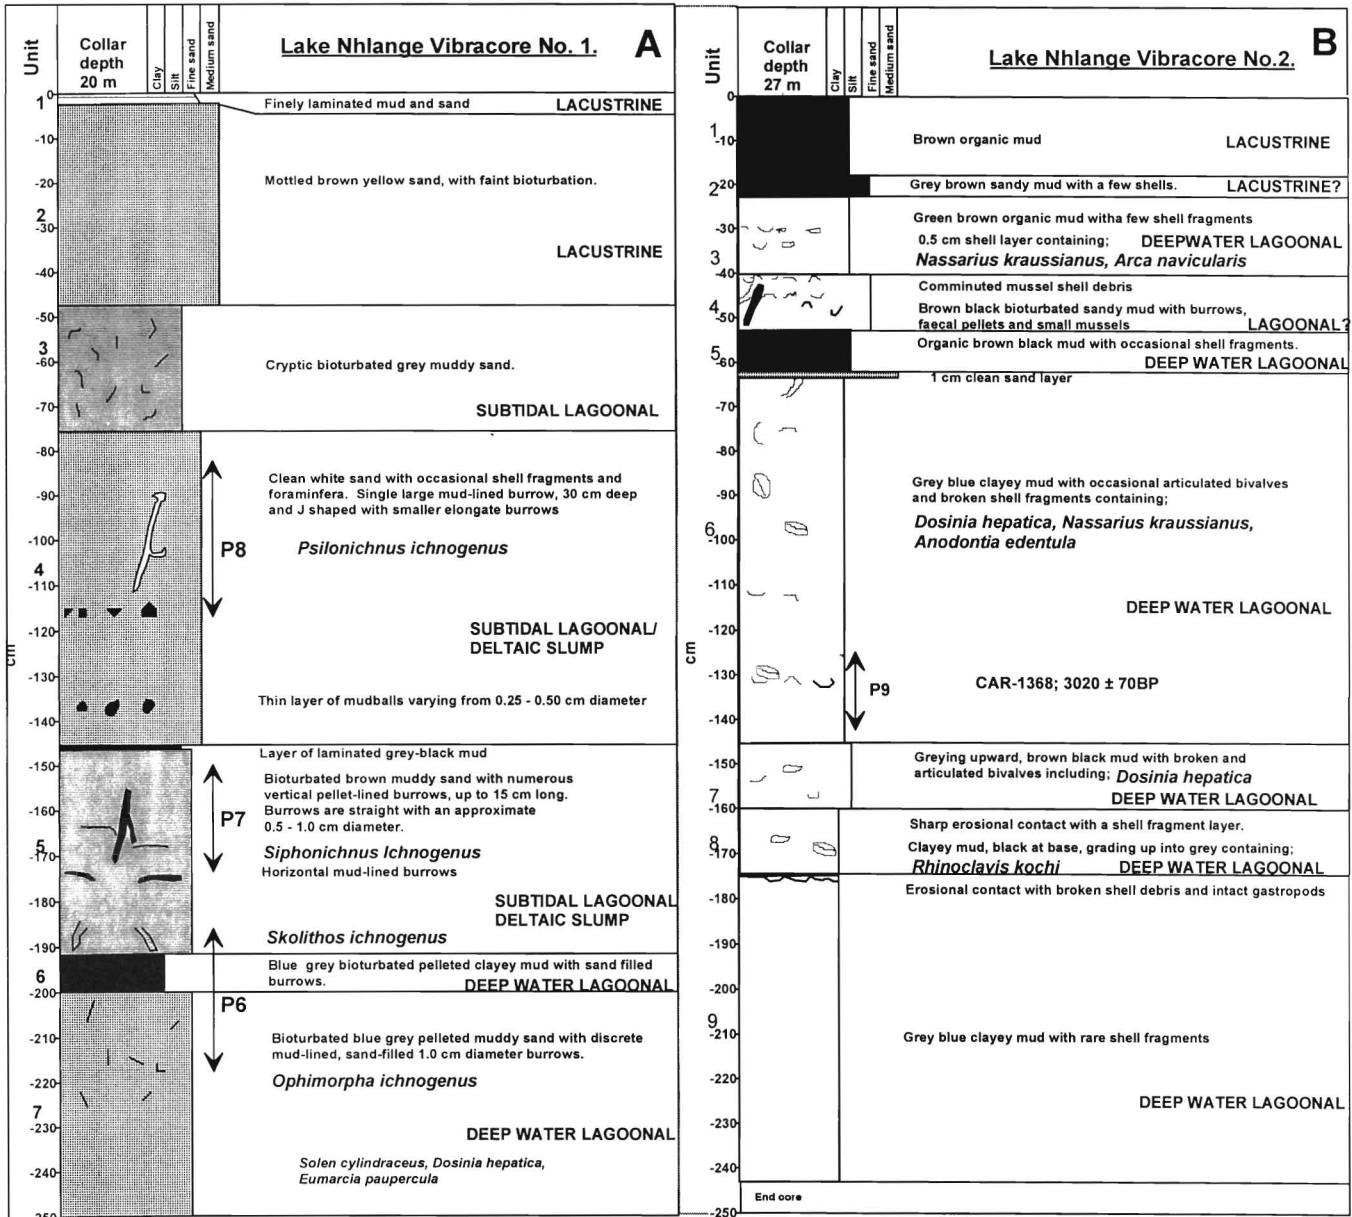 Unit
Collar
depth
20 m
Clay
Silt
Fine sand
Medium sand
Lake Nhlange Vibracore No. 1.
A
0
1
Finely laminated mud and sand
LACUSTRINE
-10
Mottled brown yellow sand, with faint bioturbation.
-20
2
-30
LACUSTRINE
-40
-50
3
-60
Cryptic bioturbated grey muddy sand.
-70
SUBTIDAL LAGOONAL
-80
Clean white sand with occasional shell fragments and
foraminfera. Single large mud-lined burrow, 30 cm deep
and J shaped with smaller elongate burrows
-90
-100
P8
Psilonichnus ichnogenus
4
-110
-120
SUBTIDAL LAGOONAL/
DELTAIC SLUMP
cm
-130
Thin layer of mudballs varying from 0.25 - 0.50 cm diameter
-140
Layer of laminated grey-black mud
-150
Bioturbated brown muddy sand with numerous
vertical pellet-lined burrows, up to 15 cm long.
Burrows are straight with an approximate
0.5 - 1.0 cm diameter.
-160
P7
5
-170
Siphonichnus Ichnogenus
Horizontal mud-lined burrows
-180
SUBTIDAL LAGOONAL
DELTAIC SLUMP
-190
Skolithos ichnogenus
6
Blue grey bioturbated pelleted clayey mud with sand filled
burrows.
DEEP WATER LAGOONAL
-200
P6
-210
Bioturbated blue grey pelleted muddy sand with discrete
mud-lined, sand-filled 1.0 cm diameter burrows.
-220
Ophimorpha ichnogenus
7
-230
DEEP WATER LAGOONAL
-240
Solen cylindraceus, Dosinia hepatica,
Eumarcia paupercula
-250
Unit
Collar
depth
27 m
Clay
Silt
Fine sand
Medium sand
Lake Nhlange Vibracore No.2.
B
0
1
-10
Brown organic mud
LACUSTRINE
2
-20
Grey brown sandy mud with a few shells.
LACUSTRINE?
-30
Green brown organic mud witha few shell fragments
0.5 cm shell layer containing;
DEEPWATER LAGOONAL
3
Nassarius kraussianus, Arca navicularis
-40
Comminuted mussel shell debris
4
-50
Brown black bioturbated sandy mud with burrows,
faecal pellets and small mussels
LAGOONAL?
5
-60
Organic brown black mud with occasional shell fragments.
DEEP WATER LAGOONAL
1 cm clean sand layer
-70
-80
-90
Grey blue clayey mud with occasional articulated bivalves
and broken shell fragments containing;
6
-100
Dosinia hepatica, Nassarius kraussianus,
Anodontia edentula
-110
DEEP WATER LAGOONAL
-120
cm
-130
P9
CAR-1368; 3020 ± 70BP
-140
-150
Greying upward, brown black mud with broken and
articulated bivalves including; Dosinia hepatica
7
DEEP WATER LAGOONAL
-160
Sharp erosional contact with a shell fragment layer.
8
-170
Clayey mud, black at base, grading up into grey containing;
Rhinoclavis kochi
DEEP WATER LAGOONAL
-180
Erosional contact with broken shell debris and intact gastropods
-190
-200
9
-210
Grey blue clayey mud with rare shell fragments
-220
DEEP WATER LAGOONAL
-230
-240
End core
-250